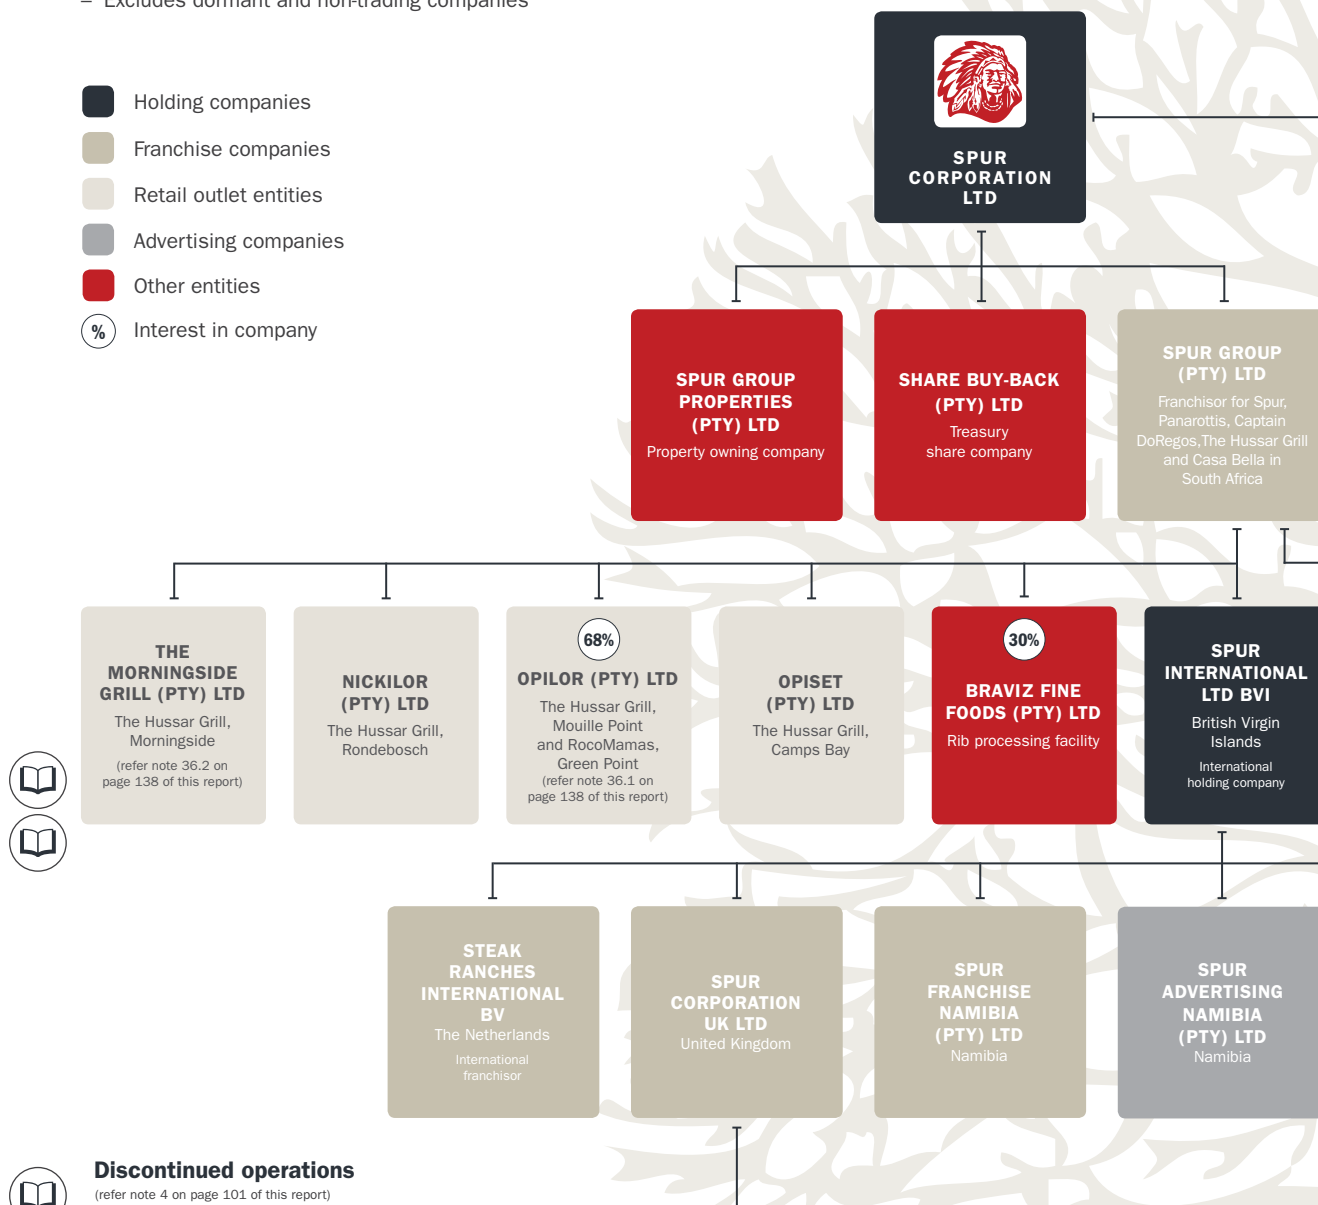 – Excludes dormant and non-trading companies
Holding companies
Franchise companies
Retail outlet entities
Advertising companies
Other entities
% Interest in company
SPUR
CORPORATION
LTD
SPUR GROUP
PROPERTIES
(PTY) LTD
Property owning company
SHARE BUY-BACK
(PTY) LTD
Treasury
share company
SPUR GROUP
(PTY) LTD
Franchisor for Spur,
Panarottis, Captain
DoRegos,The Hussar Grill
and Casa Bella in
South Africa
THE
MORNINGSIDE
GRILL (PTY) LTD
The Hussar Grill,
Morningside
(refer note 36.2 on
page 138 of this report)
NICKILOR
(PTY) LTD
The Hussar Grill,
Rondebosch
68%
OPILOR (PTY) LTD
The Hussar Grill,
Mouille Point
and RocoMamas,
Green Point
(refer note 36.1 on
page 138 of this report)
OPISET
(PTY) LTD
The Hussar Grill,
Camps Bay
30%
BRAVIZ FINE
FOODS (PTY) LTD
Rib processing facility
SPUR
INTERNATIONAL
LTD BVI
British Virgin
Islands
International
holding company
STEAK
RANCHES
INTERNATIONAL
BV
The Netherlands
International
franchisor
SPUR
CORPORATION
UK LTD
United Kingdom
SPUR
FRANCHISE
NAMIBIA
(PTY) LTD
Namibia
SPUR
ADVERTISING
NAMIBIA
(PTY) LTD
Namibia
Discontinued operations
(refer note 4 on page 101 of this report)